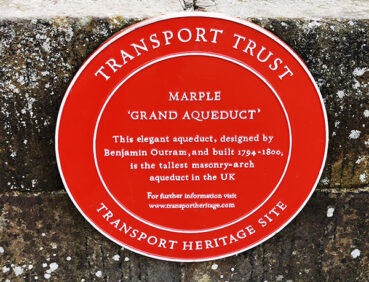 TRANSPORT TRUST
MARPLE
'GRAND AQUEDUCT'
This elegant aqueduct, designed by
Benjamin Outram, and built 1794-1800,
is the tallest masonry-arch
aqueduct in the UK
For further information visit
www.transportheritage.com
TRANSPORT HERITAGE SITE